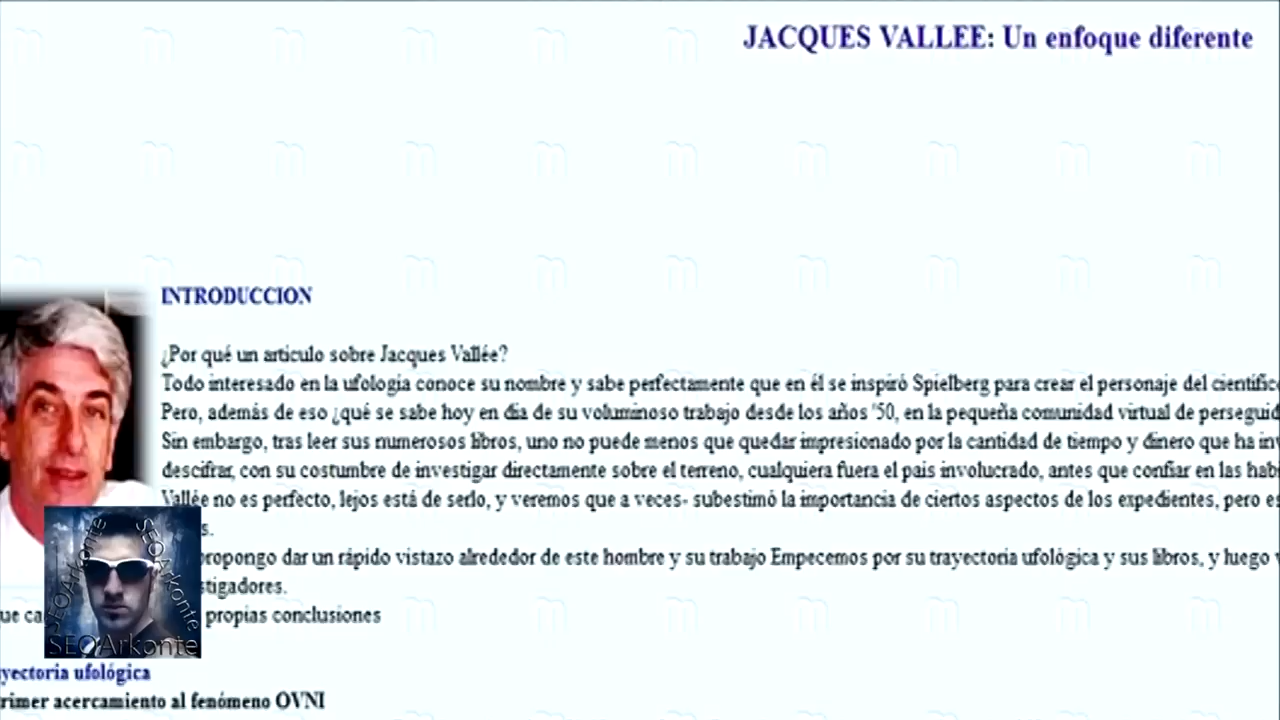 JACQUES VALLEE: Un enfoque diferente
INTRODUCCION
¿Por qué un articulo sobre Jacques Vallée?
Todo interesado en la ufologia conoce su nombre y sabe perfectamente que en él se inspiró Spielberg para crear el personaje del científico
Pero, además de eso ¿qué se sabe hoy en dia de su voluminoso trabajo desde los años '50, en la pequeña comunidad virtual de perseguid
Sin embargo, tras leer sus numerosos libros, uno no puede menos que quedar impresionado por la cantidad de tiempo y dinero que ha inv
descifrar, con su costumbre de investigar directamente sobre el terreno, cualquiera fuera el pais involucrado, antes que confiar en las hab
Vallée no es perfecto, lejos está de serlo, y veremos que a veces- subestimó la importancia de ciertos aspectos de los expedientes, pero es
s.
ropongo dar un rápido vistazo alrededor de este hombre y su trabajo Empecemos por su trayectoria ufológica y sus libros, y luego v
stigadores.
ue ca propias conclusiones
SEOArkonte
SEOArkonte
SEOArkonte
yectoria ufológica
rimer acercamiento al fenómeno OVNI